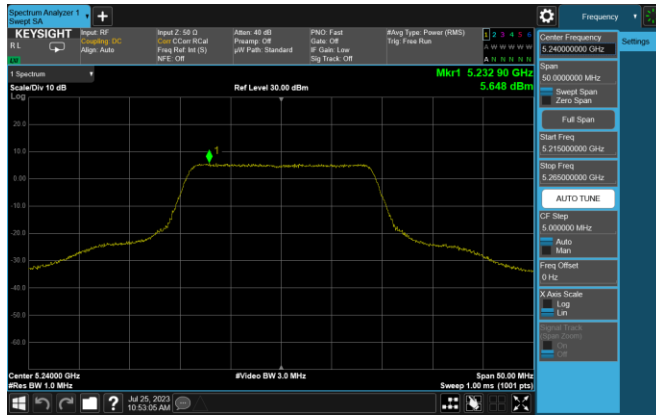 Spectrum Analyzer 1
Swept SA
+
Frequency
KEYSIGHT
RL
Input: RF
Coupling: DC
Align: Auto
Input Z: 50 Ω
Corr CCorr RCal
Freq Ref: Int (S)
NFE: Off
Atten: 40 dB
Preamp: Off
µW Path: Standard
PNO: Fast
Gate: Off
IF Gain: Low
Sig Track: Off
#Avg Type: Power (RMS)
Trig: Free Run
1 2 3 4 5 6
A W W W W W
A N N N N N
1 Spectrum
Scale/Div 10 dB
Log
Ref Level 30.00 dBm
Mkr1 5.232 90 GHz
5.648 dBm
20.0
10.0
0.00
-10.0
-20.0
-30.0
-40.0
-50.0
-60.0
1
Center 5.24000 GHz
#Res BW 1.0 MHz
#Video BW 3.0 MHz
Span 50.00 MHz
Sweep 1.00 ms (1001 pts)
Jul 25, 2023
10:53:05 AM
?
Center Frequency
5.240000000 GHz
Settings
Span
50.0000000 MHz
Swept Span
Zero Span
Full Span
Start Freq
5.215000000 GHz
Stop Freq
5.265000000 GHz
AUTO TUNE
CF Step
5.000000 MHz
Auto
Man
Freq Offset
0 Hz
X Axis Scale
Log
Lin
Signal Track
(Span Zoom)
On
Off